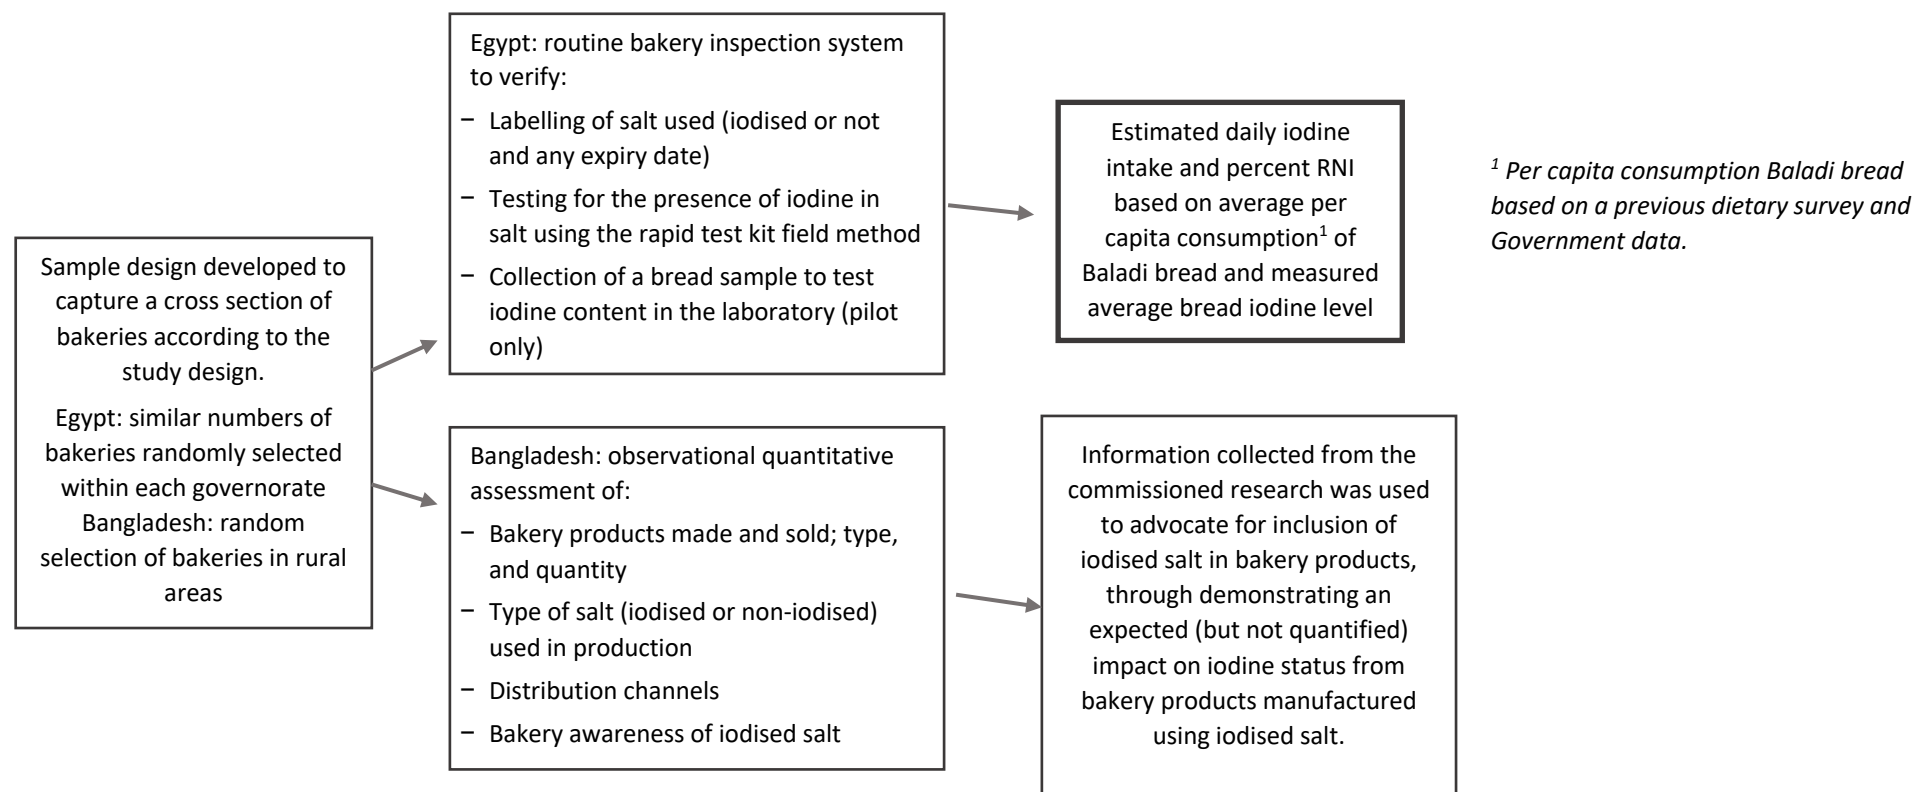 Sample design developed to
capture a cross section of
bakeries according to the
study design.
Egypt: similar numbers of
bakeries randomly selected
within each governorate
Bangladesh: random
selection of bakeries in rural
areas
Egypt: routine bakery inspection system
to verify:
− Labelling of salt used (iodised or not
and any expiry date)
− Testing for the presence of iodine in
salt using the rapid test kit field method
− Collection of a bread sample to test
iodine content in the laboratory (pilot
only)
Estimated daily iodine
intake and percent RNI
based on average per
capita consumption¹ of
Baladi bread and measured
average bread iodine level
¹ Per capita consumption Baladi bread
based on a previous dietary survey and
Government data.
Bangladesh: observational quantitative
assessment of:
− Bakery products made and sold; type,
and quantity
− Type of salt (iodised or non-iodised)
used in production
− Distribution channels
− Bakery awareness of iodised salt
Information collected from the
commissioned research was used
to advocate for inclusion of
iodised salt in bakery products,
through demonstrating an
expected (but not quantified)
impact on iodine status from
bakery products manufactured
using iodised salt.